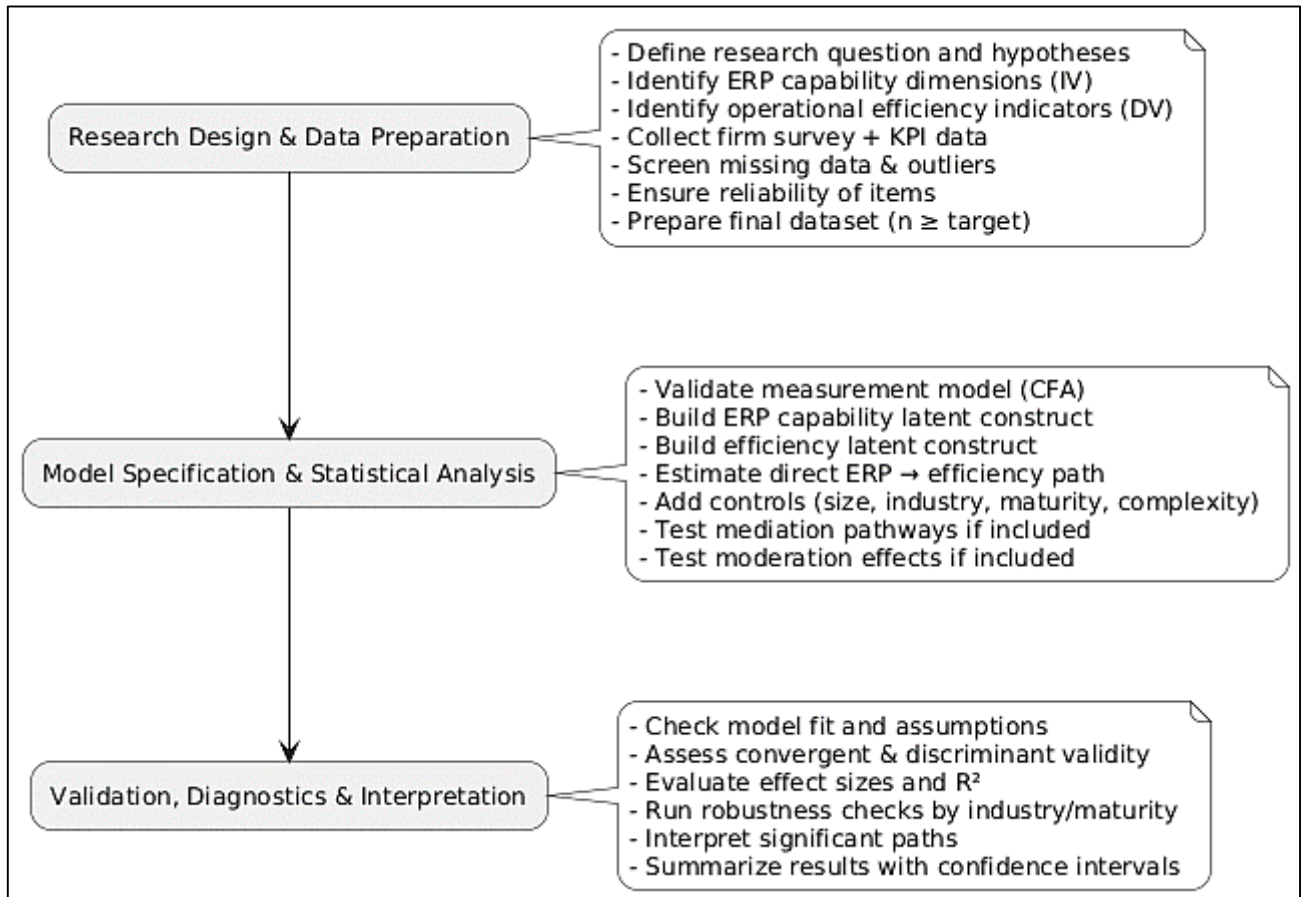 Research Design & Data Preparation
- Define research question and hypotheses
- Identify ERP capability dimensions (IV)
- Identify operational efficiency indicators (DV)
- Collect firm survey + KPI data
- Screen missing data & outliers
- Ensure reliability of items
- Prepare final dataset (n ≥ target)
Model Specification & Statistical Analysis
- Validate measurement model (CFA)
- Build ERP capability latent construct
- Build efficiency latent construct
- Estimate direct ERP → efficiency path
- Add controls (size, industry, maturity, complexity)
- Test mediation pathways if included
- Test moderation effects if included
Validation, Diagnostics & Interpretation
- Check model fit and assumptions
- Assess convergent & discriminant validity
- Evaluate effect sizes and R²
- Run robustness checks by industry/maturity
- Interpret significant paths
- Summarize results with confidence intervals